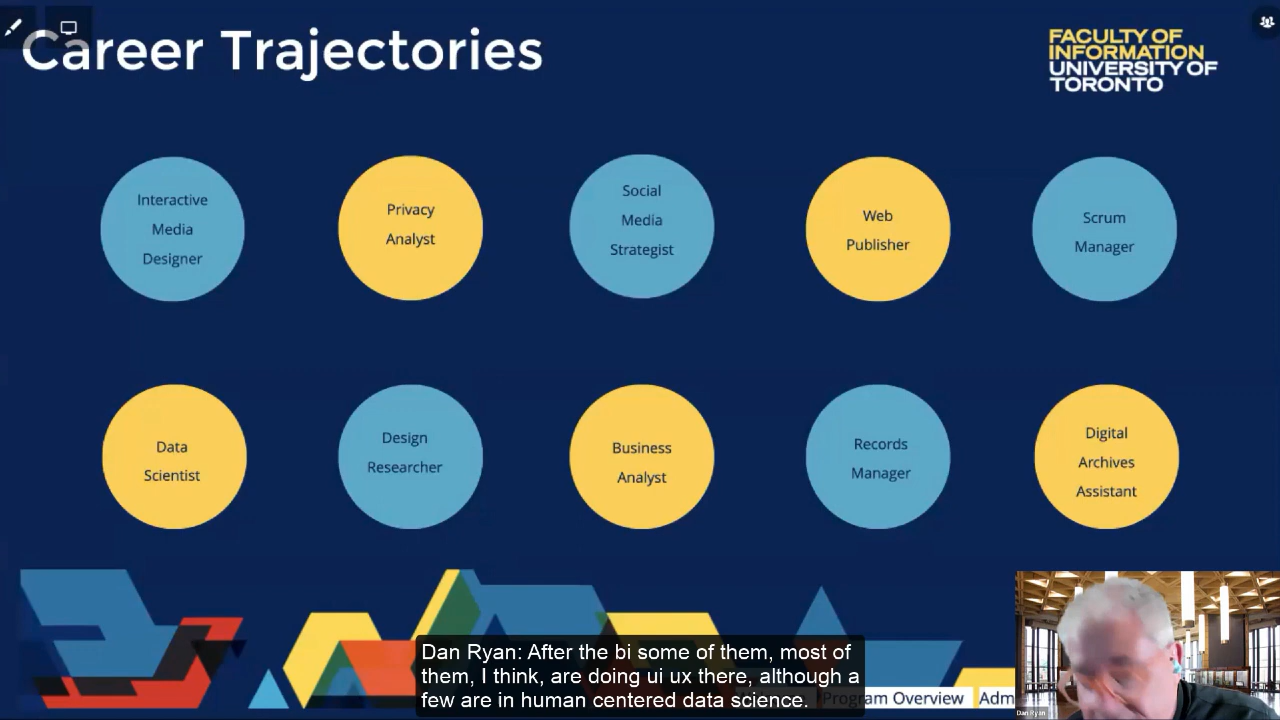 Career Trajectories
FACULTY OF
INFORMATION
UNIVERSITY OF
TORONTO
Interactive
Media
Designer
Privacy
Analyst
Social
Media
Strategist
Web
Publisher
Scrum
Manager
Data
Scientist
Design
Researcher
Business
Analyst
Records
Manager
Digital
Archives
Assistant
Dan Ryan: After the bi some of them, most of
them, I think, are doing ui ux there, although a
few are in human centered data science.
Program Overview
Adm
Dan Ryan